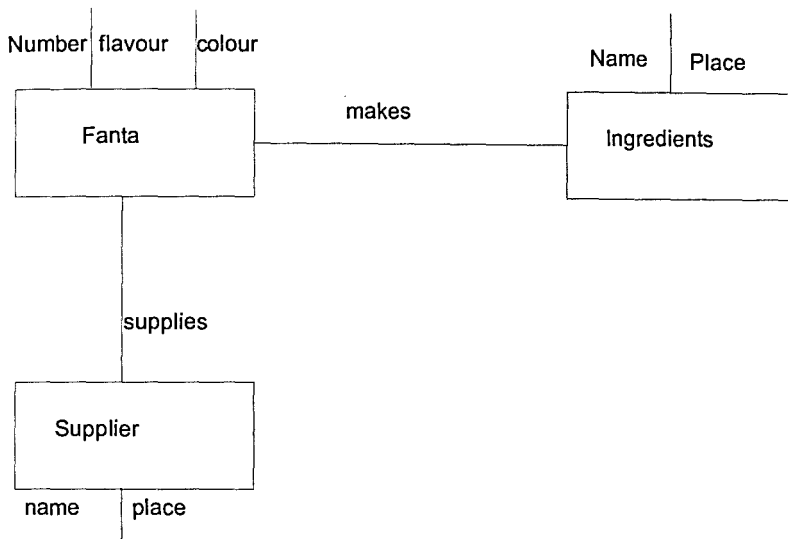 Number flavour colour
Name Place
makes
Fanta
Ingredients
supplies
Supplier
name place